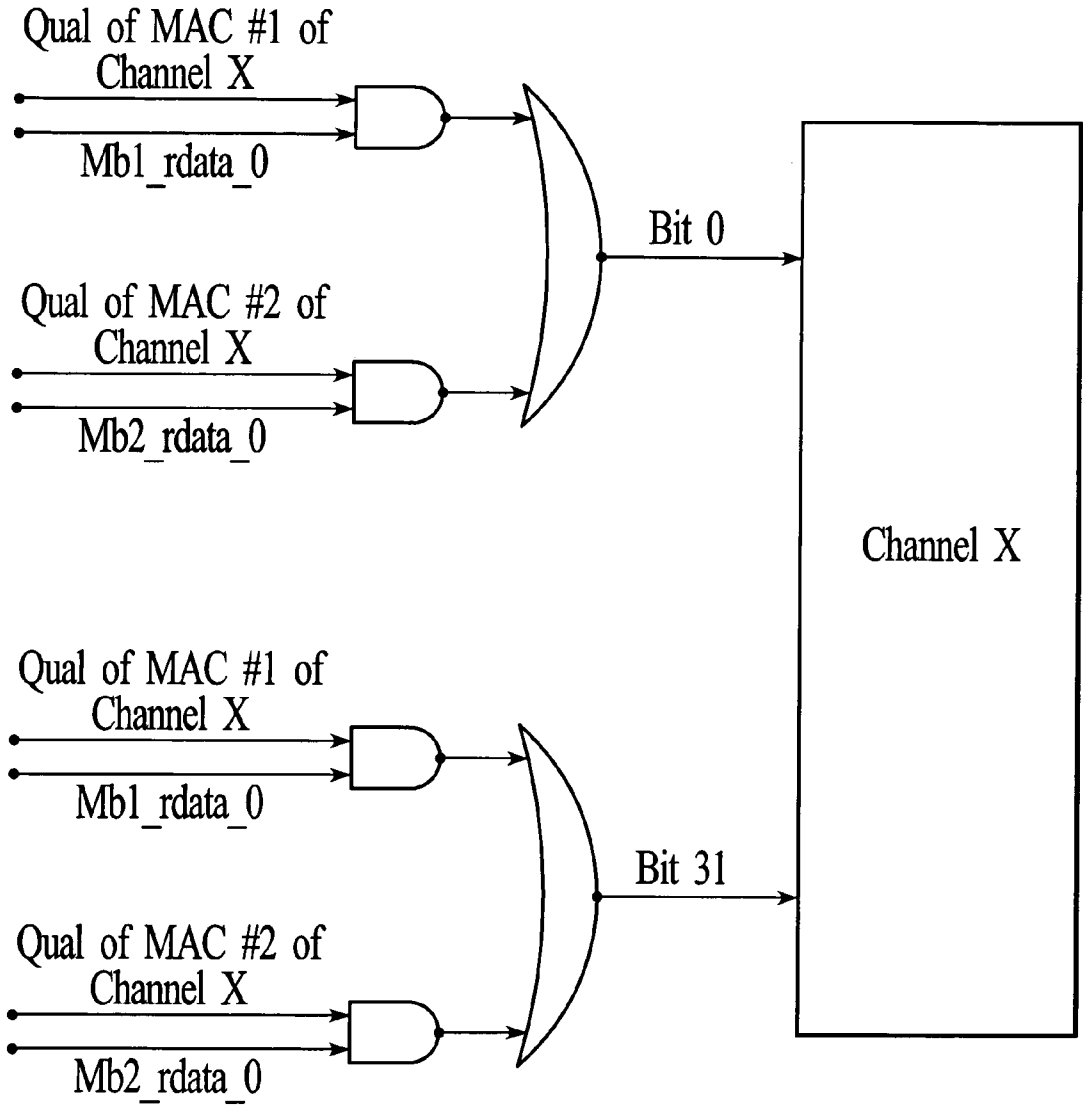 Qual of MAC #1 of
Channel X
Mb1_rdata_0
Bit 0
Qual of MAC #2 of
Channel X
Mb2_rdata_0
Channel X
Qual of MAC #1 of
Channel X
Mb1_rdata_0
Bit 31
Qual of MAC #2 of
Channel X
Mb2_rdata_0